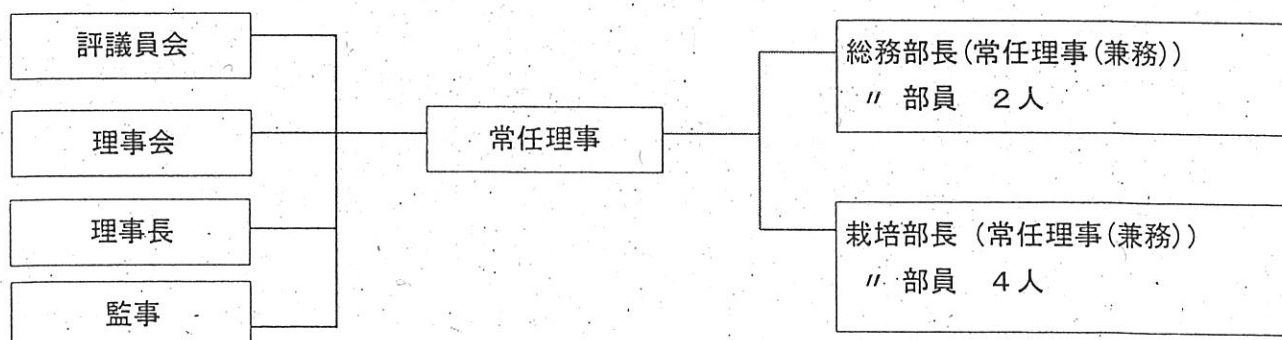 評議員会
理事会
理事長
監事
常任理事
総務部長(常任理事(兼務))
〃 部員 2人
栽培部長 (常任理事(兼務))
〃 部員 4人